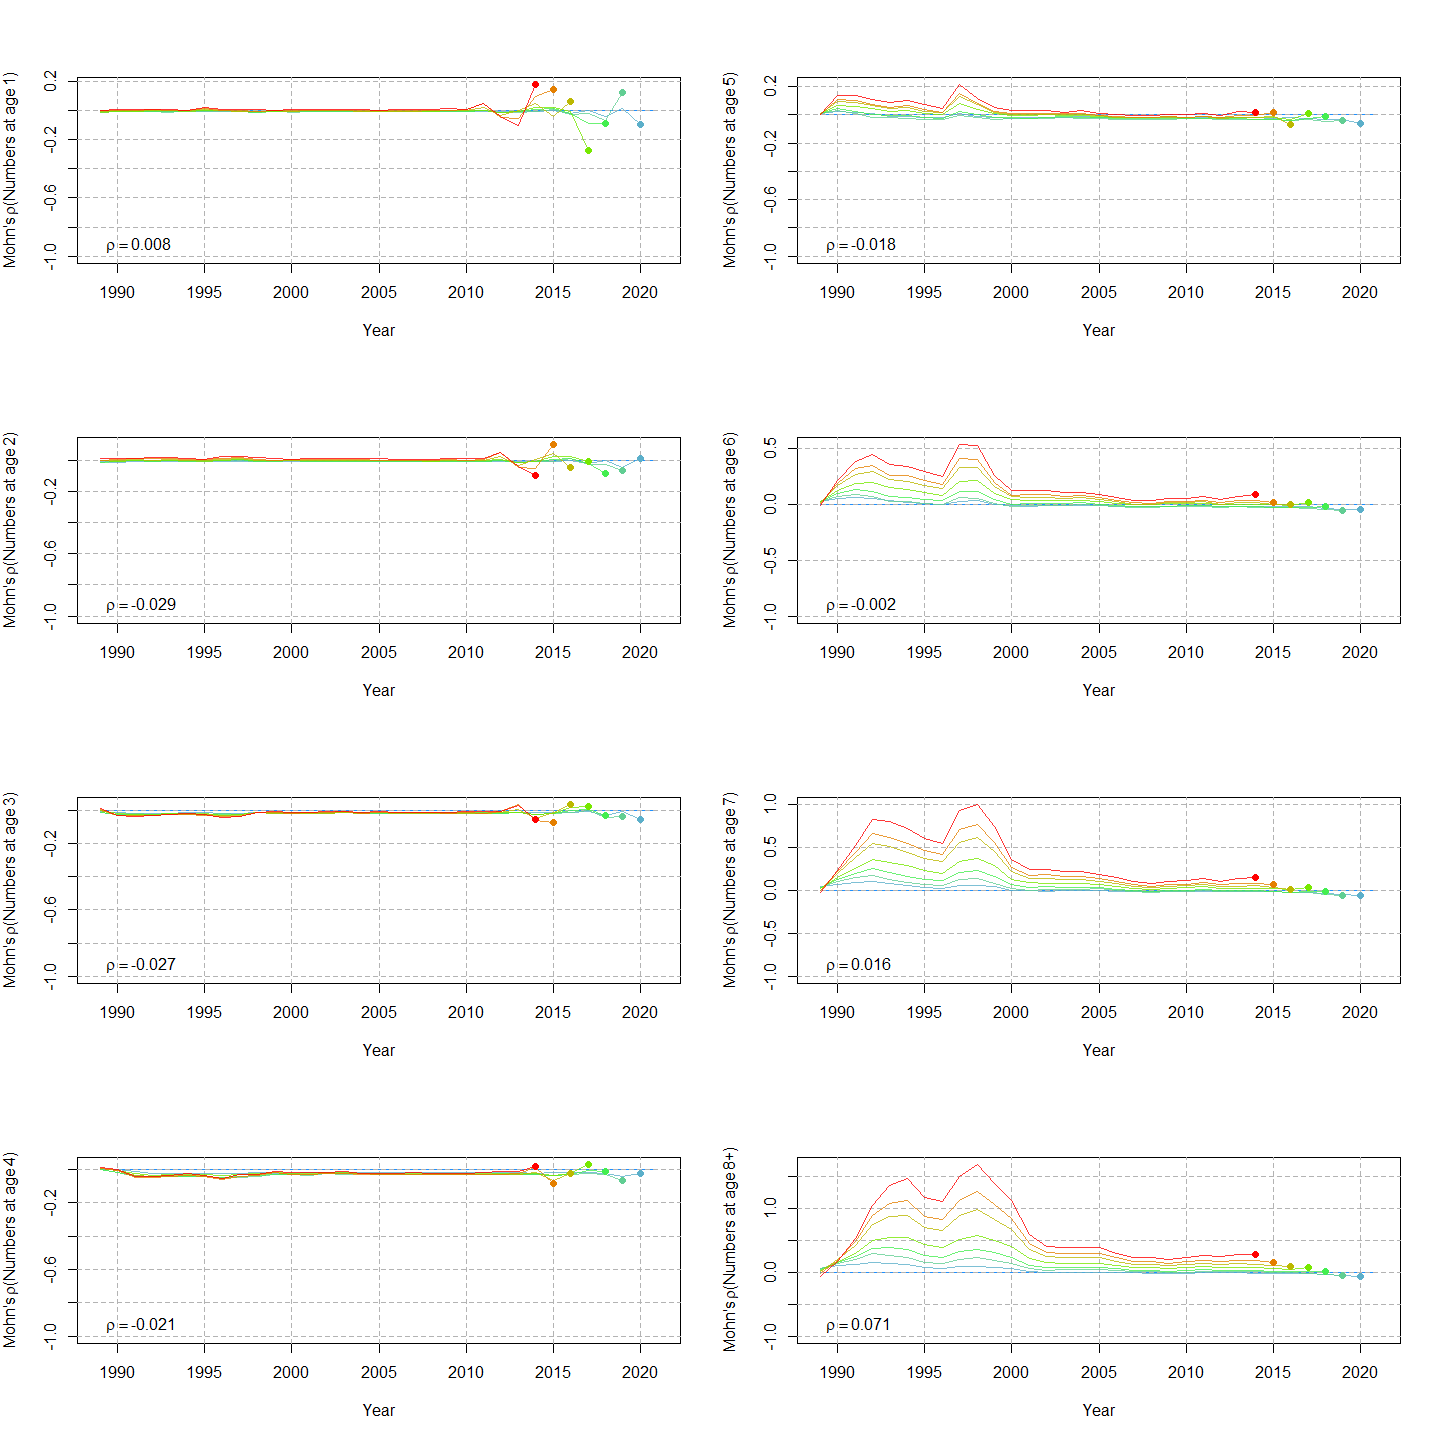 Mohn's ρ(Numbers at age 1)
0.2
-0.2
-0.6
-1.0
ρ = 0.008
1990 1995 2000 2005 2010 2015 2020
Year
Mohn's ρ(Numbers at age 5)
0.2
-0.2
-0.6
-1.0
ρ = -0.018
1990 1995 2000 2005 2010 2015 2020
Year
Mohn's ρ(Numbers at age 2)
-0.2
-0.6
-1.0
ρ = -0.029
1990 1995 2000 2005 2010 2015 2020
Year
Mohn's ρ(Numbers at age 6)
0.5
0.0
-0.5
-1.0
ρ = -0.002
1990 1995 2000 2005 2010 2015 2020
Year
Mohn's ρ(Numbers at age 3)
-0.2
-0.6
-1.0
ρ = -0.027
1990 1995 2000 2005 2010 2015 2020
Year
Mohn's ρ(Numbers at age 7)
1.0
0.5
0.0
-0.5
-1.0
ρ = 0.016
1990 1995 2000 2005 2010 2015 2020
Year
Mohn's ρ(Numbers at age 4)
-0.2
-0.6
-1.0
ρ = -0.021
1990 1995 2000 2005 2010 2015 2020
Year
Mohn's ρ(Numbers at age 8+)
1.0
0.0
-1.0
ρ = 0.071
1990 1995 2000 2005 2010 2015 2020
Year